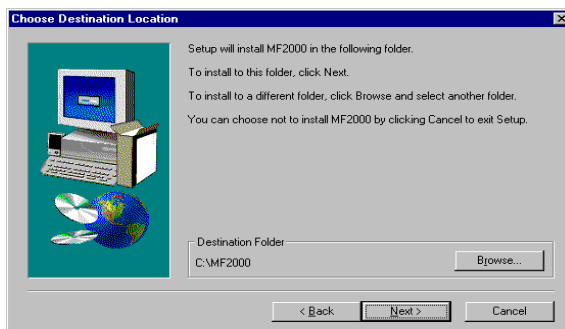 Choose Destination Location
Setup will install MF2000 in the following folder.
To install to this folder, click Next.
To install to a different folder, click Browse and select another folder.
You can choose not to install MF2000 by clicking Cancel to exit Setup.
Destination Folder
C:\MF2000
Browse...
< Back
Next >
Cancel